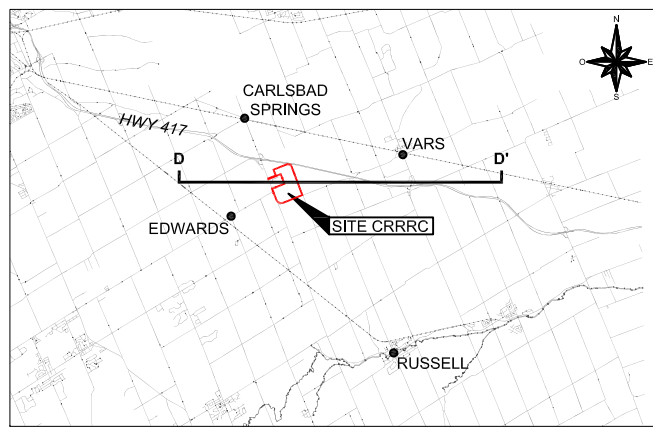 N
O
E
S
CARLSBAD
SPRINGS
HWY 417
VARS
D
D'
EDWARDS
SITE CRRRC
RUSSELL